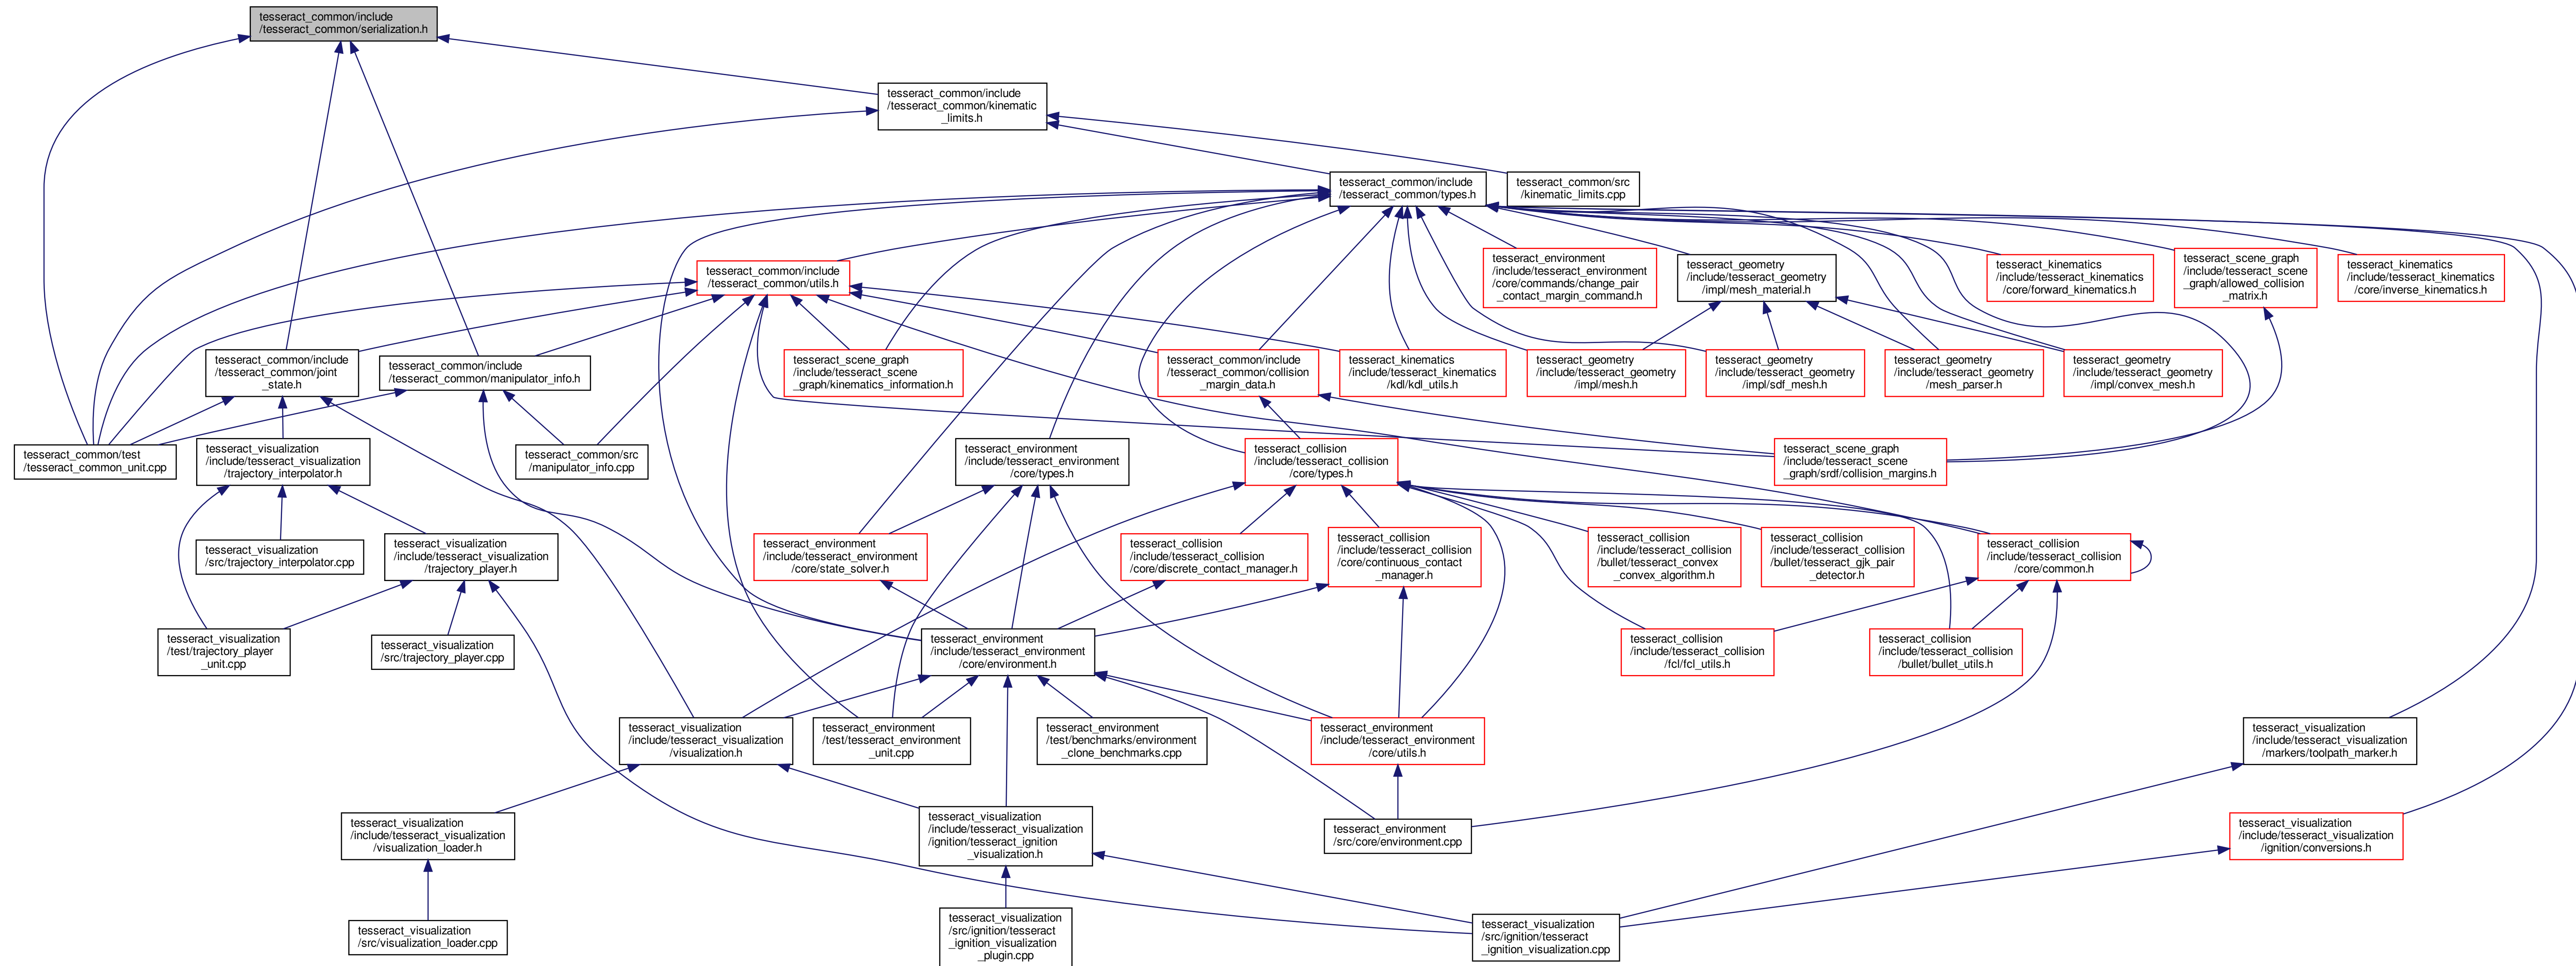 tesseract_common/include
/tesseract_common/serialization.h
tesseract_common/include
/tesseract_common/kinematic
_limits.h
tesseract_common/include
/tesseract_common/types.h
tesseract_common/src
/kinematic_limits.cpp
tesseract_common/include
/tesseract_common/utils.h
tesseract_environment
/include/tesseract_environment
/core/commands/change_pair
_contact_margin_command.h
tesseract_geometry
/include/tesseract_geometry
/impl/mesh_material.h
tesseract_kinematics
/include/tesseract_kinematics
/core/forward_kinematics.h
tesseract_scene_graph
/include/tesseract_scene
_graph/allowed_collision
_matrix.h
tesseract_kinematics
/include/tesseract_kinematics
/core/inverse_kinematics.h
tesseract_common/include
/tesseract_common/joint
_state.h
tesseract_common/include
/tesseract_common/manipulator_info.h
tesseract_scene_graph
/include/tesseract_scene
_graph/kinematics_information.h
tesseract_common/include
/tesseract_common/collision
_margin_data.h
tesseract_kinematics
/include/tesseract_kinematics
/kdl/kdl_utils.h
tesseract_geometry
/include/tesseract_geometry
/impl/mesh.h
tesseract_geometry
/include/tesseract_geometry
/impl/sdf_mesh.h
tesseract_geometry
/include/tesseract_geometry
/mesh_parser.h
tesseract_geometry
/include/tesseract_geometry
/impl/convex_mesh.h
tesseract_common/test
/tesseract_common_unit.cpp
tesseract_visualization
/include/tesseract_visualization
/trajectory_interpolator.h
tesseract_common/src
/manipulator_info.cpp
tesseract_environment
/include/tesseract_environment
/core/types.h
tesseract_collision
/include/tesseract_collision
/core/types.h
tesseract_scene_graph
/include/tesseract_scene
_graph/srdf/collision_margins.h
tesseract_visualization
/src/trajectory_interpolator.cpp
tesseract_visualization
/include/tesseract_visualization
/trajectory_player.h
tesseract_environment
/include/tesseract_environment
/core/state_solver.h
tesseract_collision
/include/tesseract_collision
/core/discrete_contact_manager.h
tesseract_collision
/include/tesseract_collision
/core/continuous_contact
_manager.h
tesseract_collision
/include/tesseract_collision
/bullet/tesseract_convex
_convex_algorithm.h
tesseract_collision
/include/tesseract_collision
/bullet/tesseract_gjk_pair
_detector.h
tesseract_collision
/include/tesseract_collision
/core/common.h
tesseract_visualization
/test/trajectory_player
_unit.cpp
tesseract_visualization
/src/trajectory_player.cpp
tesseract_environment
/include/tesseract_environment
/core/environment.h
tesseract_collision
/include/tesseract_collision
/fcl/fcl_utils.h
tesseract_collision
/include/tesseract_collision
/bullet/bullet_utils.h
tesseract_visualization
/include/tesseract_visualization
/visualization.h
tesseract_environment
/test/tesseract_environment
_unit.cpp
tesseract_environment
/test/benchmarks/environment
_clone_benchmarks.cpp
tesseract_environment
/include/tesseract_environment
/core/utils.h
tesseract_visualization
/include/tesseract_visualization
/markers/toolpath_marker.h
tesseract_visualization
/include/tesseract_visualization
/visualization_loader.h
tesseract_visualization
/include/tesseract_visualization
/ignition/tesseract_ignition
_visualization.h
tesseract_environment
/src/core/environment.cpp
tesseract_visualization
/include/tesseract_visualization
/ignition/conversions.h
tesseract_visualization
/src/visualization_loader.cpp
tesseract_visualization
/src/ignition/tesseract
_ignition_visualization
_plugin.cpp
tesseract_visualization
/src/ignition/tesseract
_ignition_visualization.cpp